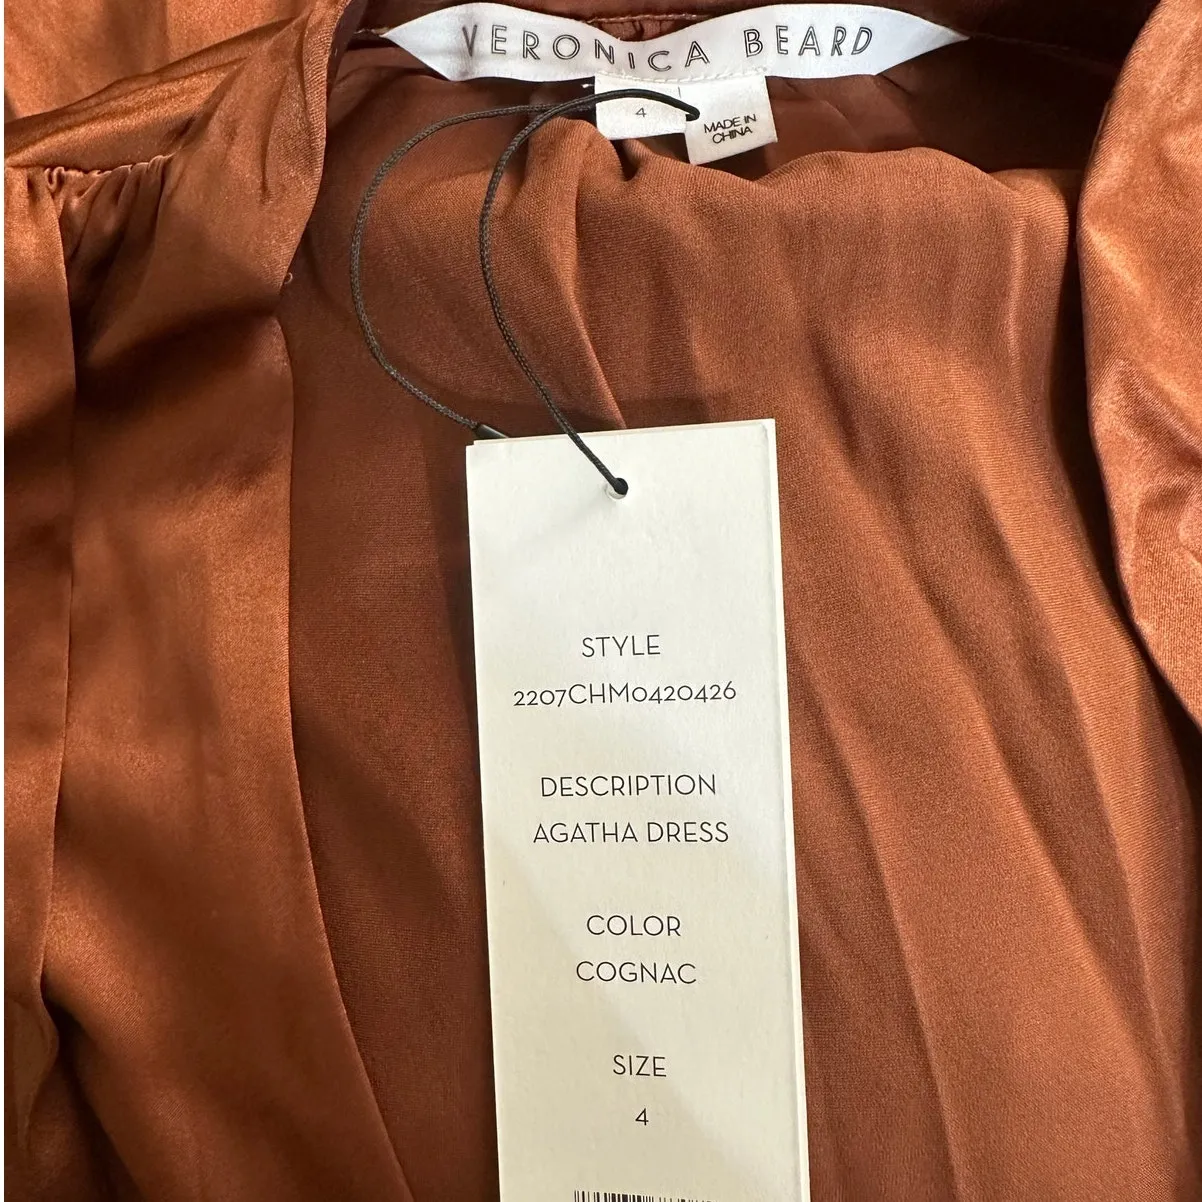 VERONICA BEARD
4
MADE IN
CHINA
STYLE
2207CHM0420426
DESCRIPTION
AGATHA DRESS
COLOR
COGNAC
SIZE
4